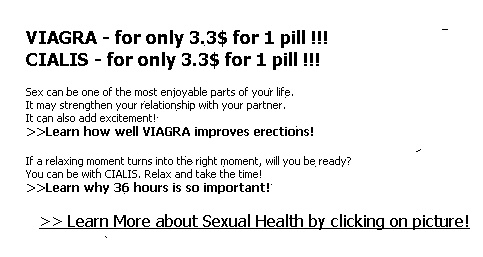 VIAGRA - for only 3.3$ for 1 pill !!!
CIALIS - for only 3.3$ for 1 pill !!!
Sex can be one of the most enjoyable parts of your life.
It may strengthen your relationship with your partner.
It can also add excitement!
>>Learn how well VIAGRA improves erections!
If a relaxing moment turns into the right moment, will you be ready?
You can be with CIALIS. Relax and take the time!
>>Learn why 36 hours is so important!
>> Learn More about Sexual Health by clicking on picture!